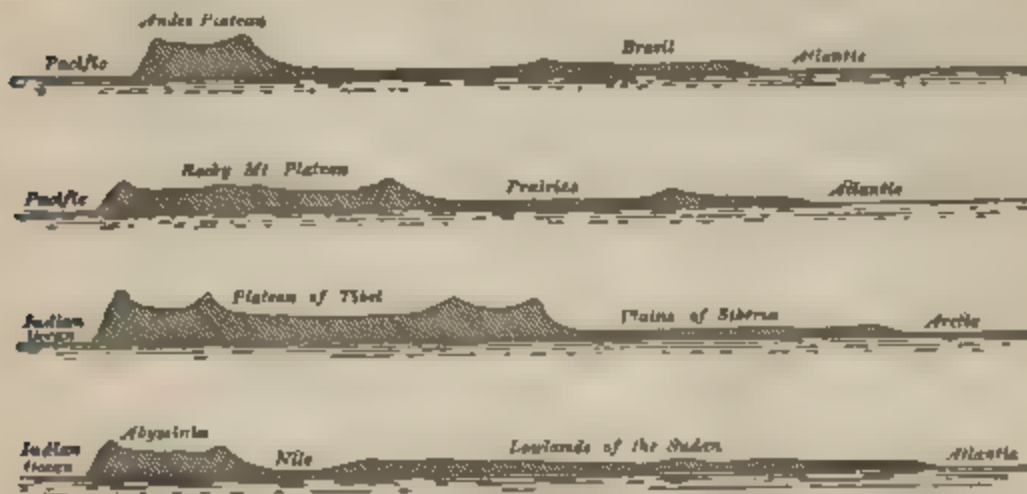 Andes Plateau
Pacific Brazil Atlantic
Rocky Mt Plateau
Pacific Prairies Atlantic
Plateau of Tibet
Indian Ocean Plains of Siberia Arctic
Abyssinia
Indian Ocean Nile Lowlands of the Sudan Atlantic